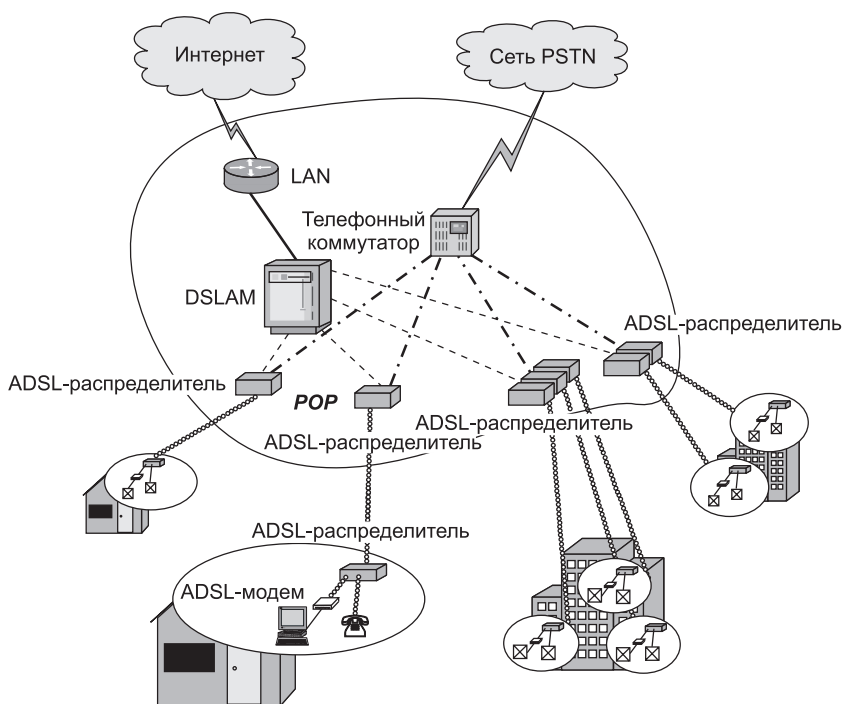 Интернет
Сеть PSTN
LAN
Телефонный
коммутатор
DSLAM
ADSL-распределитель
ADSL-распределитель
POP
ADSL-распределитель
ADSL-распределитель
ADSL-распределитель
ADSL-модем